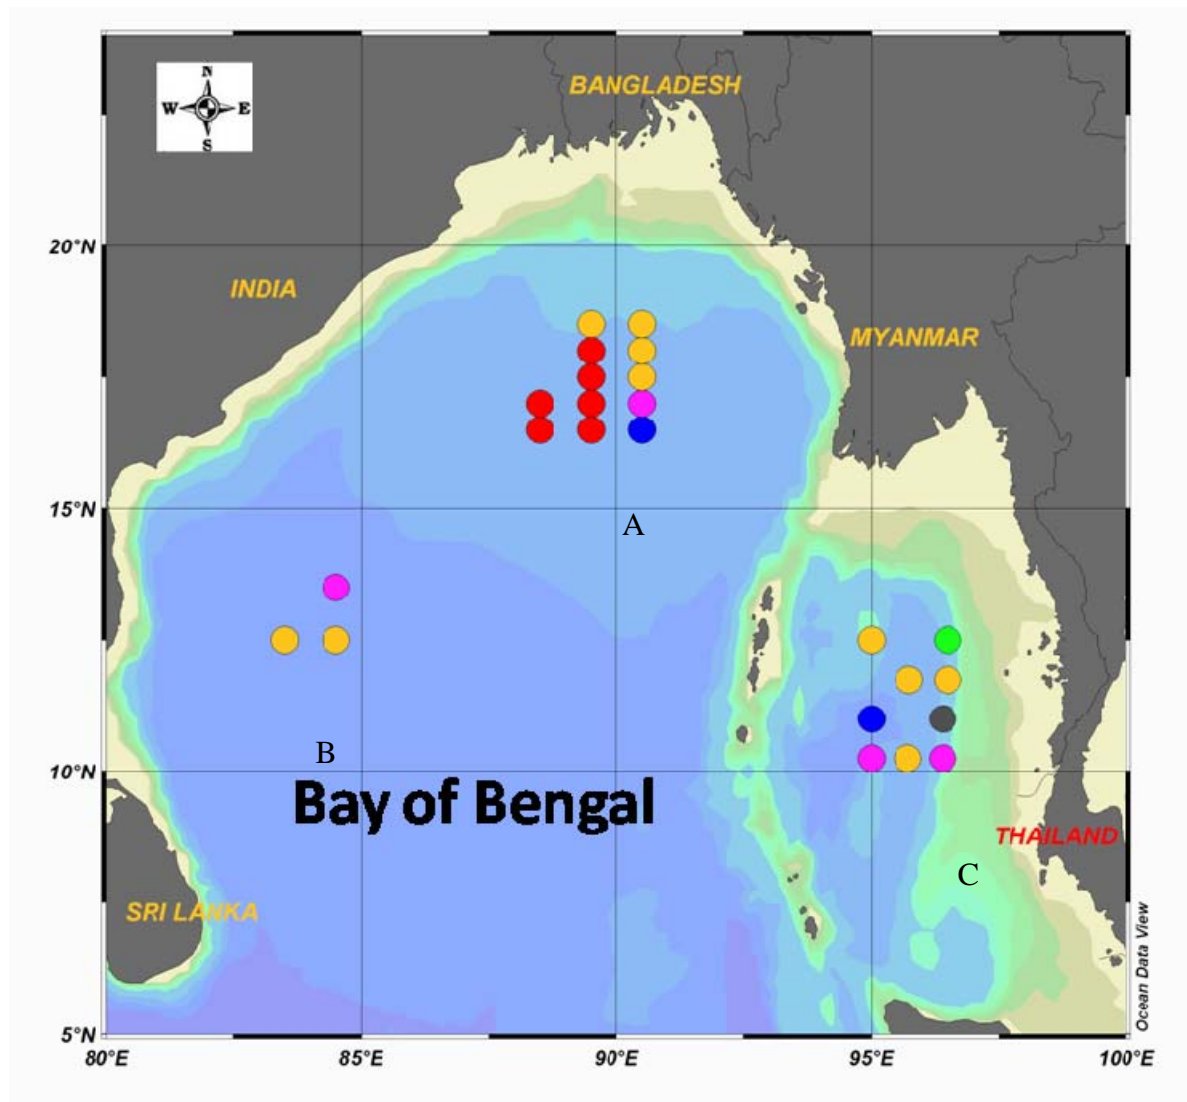 N
W E
S
BANGLADESH
20°N
INDIA
MYANMAR
15°N
A
B
10°N
Bay of Bengal
THAILAND
C
SRI LANKA
Ocean Data View
5°N
80°E 85°E 90°E 95°E 100°E